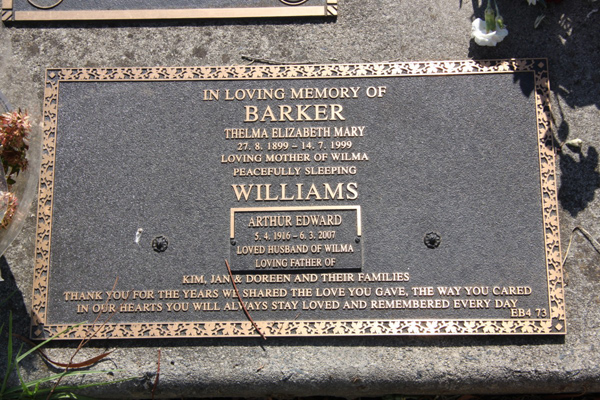 IN LOVING MEMORY OF
BARKER
THELMA ELIZABETH MARY
27. 8. 1899 – 14. 7. 1999
LOVING MOTHER OF WILMA
PEACEFULLY SLEEPING
WILLIAMS
ARTHUR EDWARD
5. 4. 1916 – 6. 3. 2007
LOVED HUSBAND OF WILMA
LOVING FATHER OF
KIM, JAN & DOREEN AND THEIR FAMILIES
THANK YOU FOR THE YEARS WE SHARED THE LOVE YOU GAVE, THE WAY YOU CARED
IN OUR HEARTS YOU WILL ALWAYS STAY LOVED AND REMEMBERED EVERY DAY
EB4 73